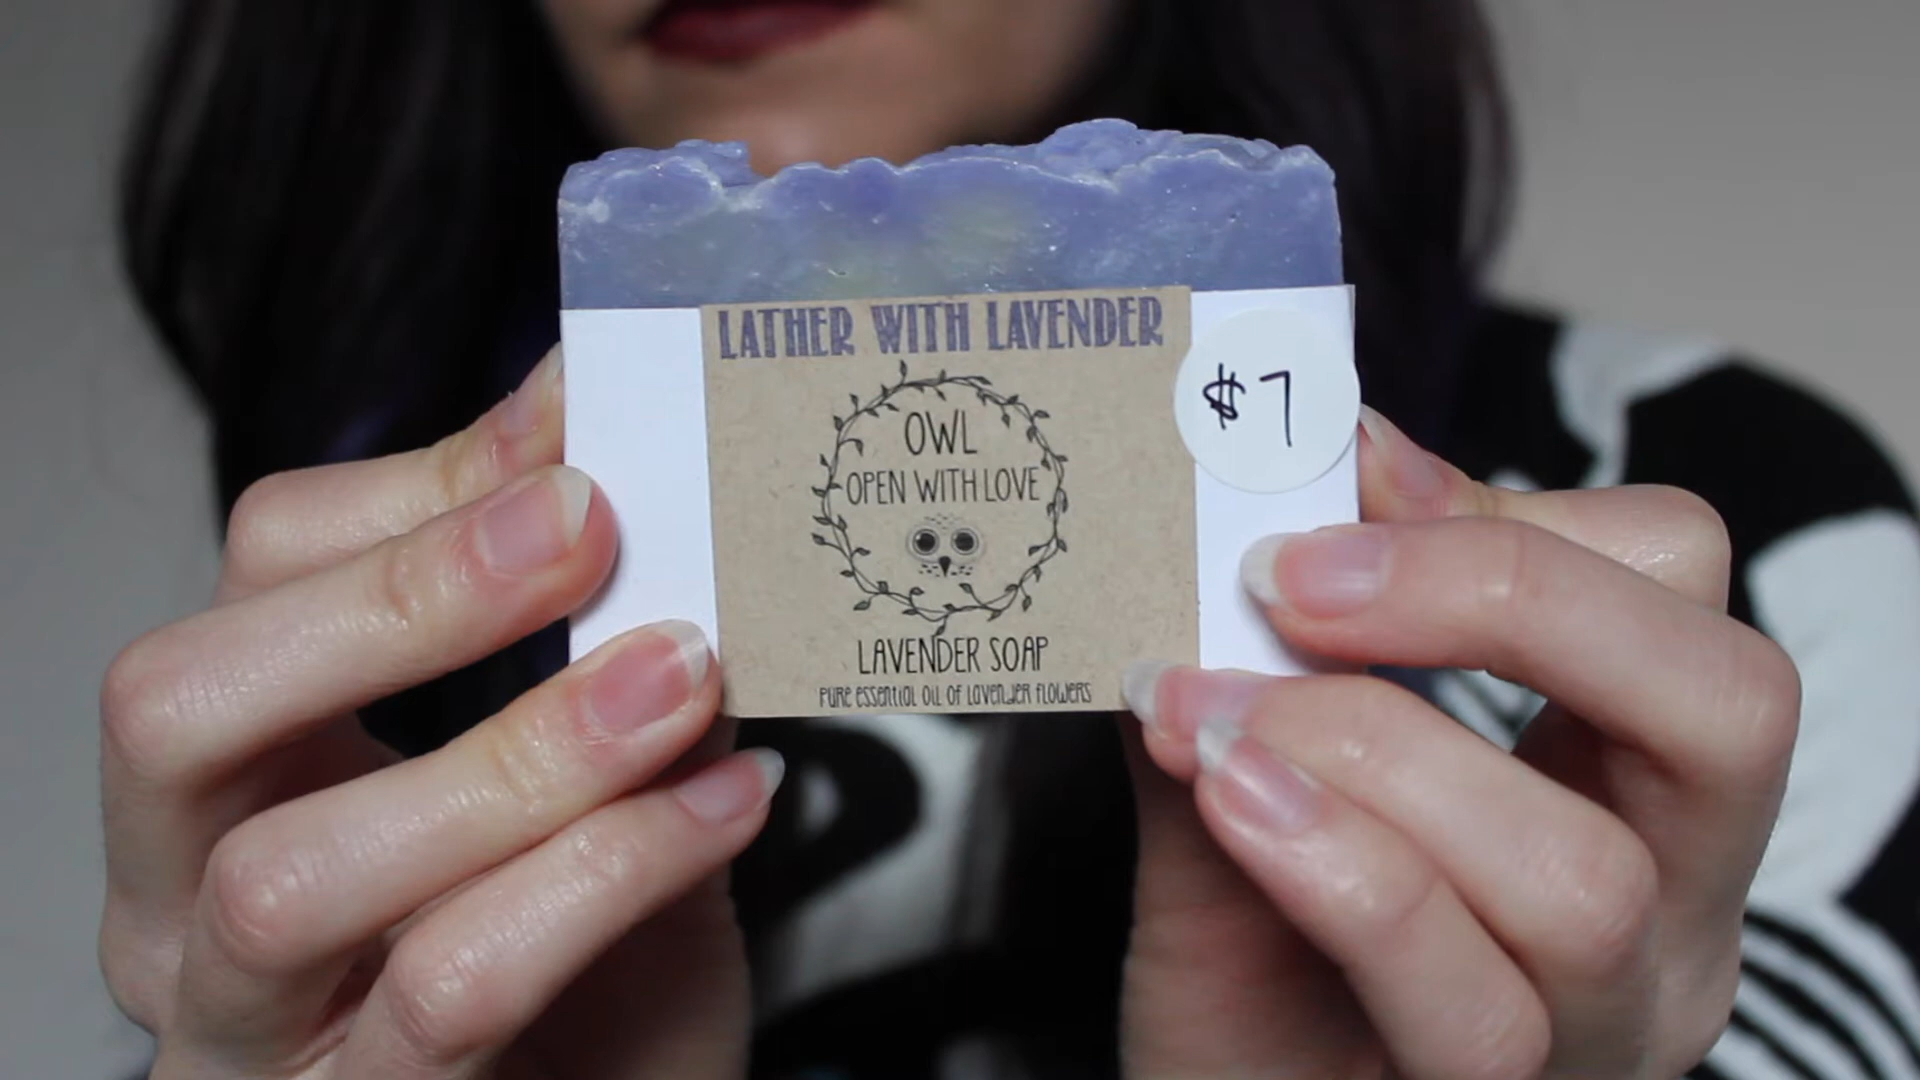 LATHER WITH LAVENDER
$7
OWL
OPEN WITH LOVE
LAVENDER SOAP
PURE ESSENTIAL OIL OF LAVENDER FLOWERS